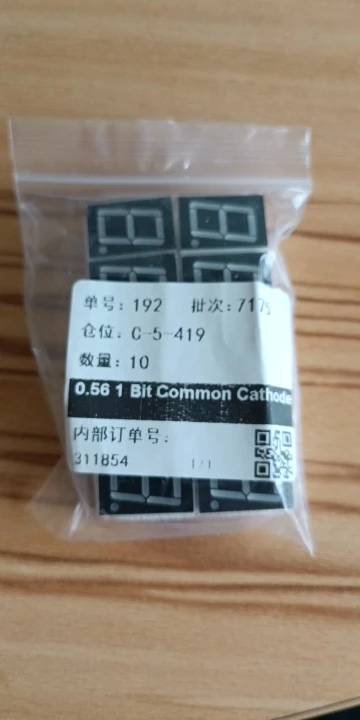 单号: 192 批次: 717
仓位: C-5-419
数量: 10
0.56 1 Bit Common Cathode
内部订单号:
311854 1/1